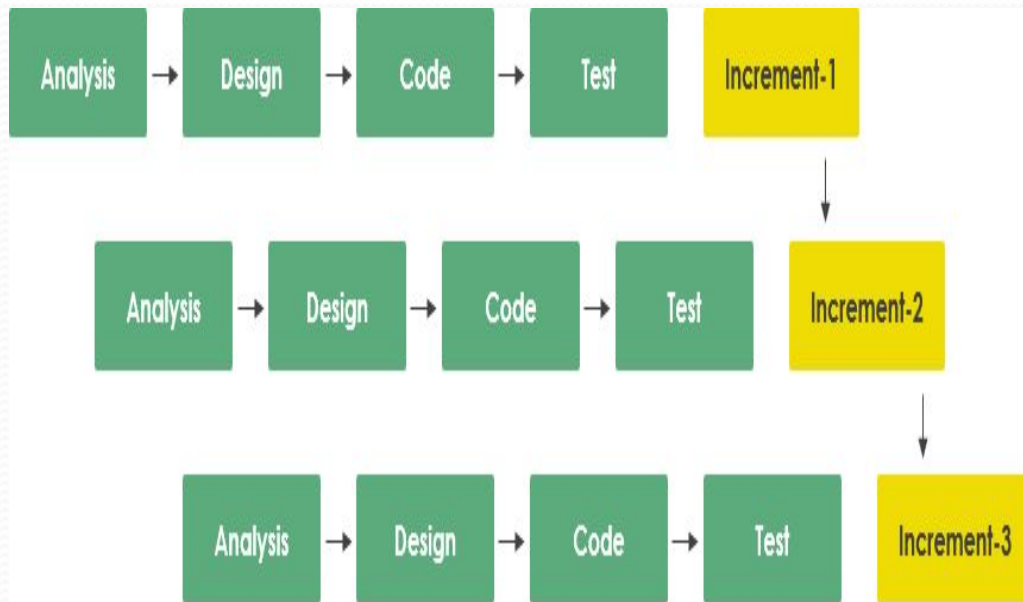 Analysis Design Code Test Increment-1
Analysis Design Code Test Increment-2
Analysis Design Code Test Increment-3